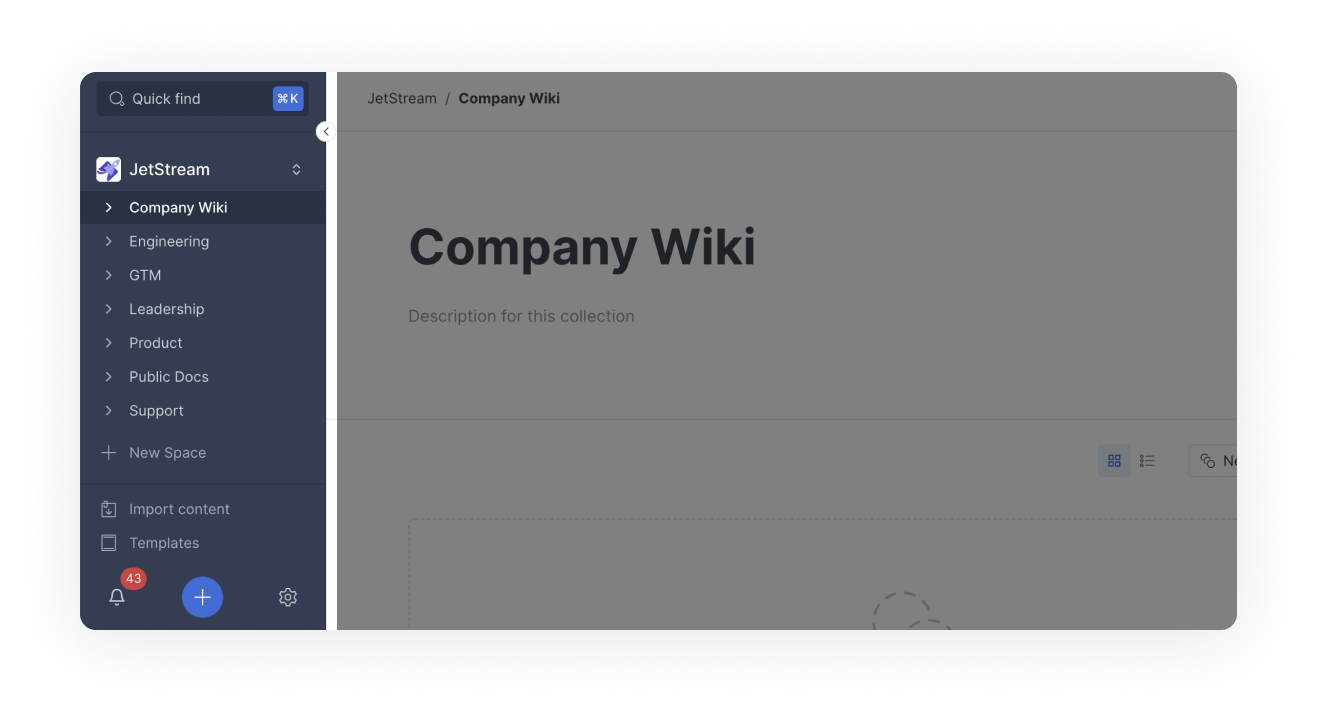 Quick find ⌘K
JetStream
Company Wiki
Engineering
GTM
Leadership
Product
Public Docs
Support
New Space
Import content
Templates
43
JetStream / Company Wiki
Company Wiki
Description for this collection